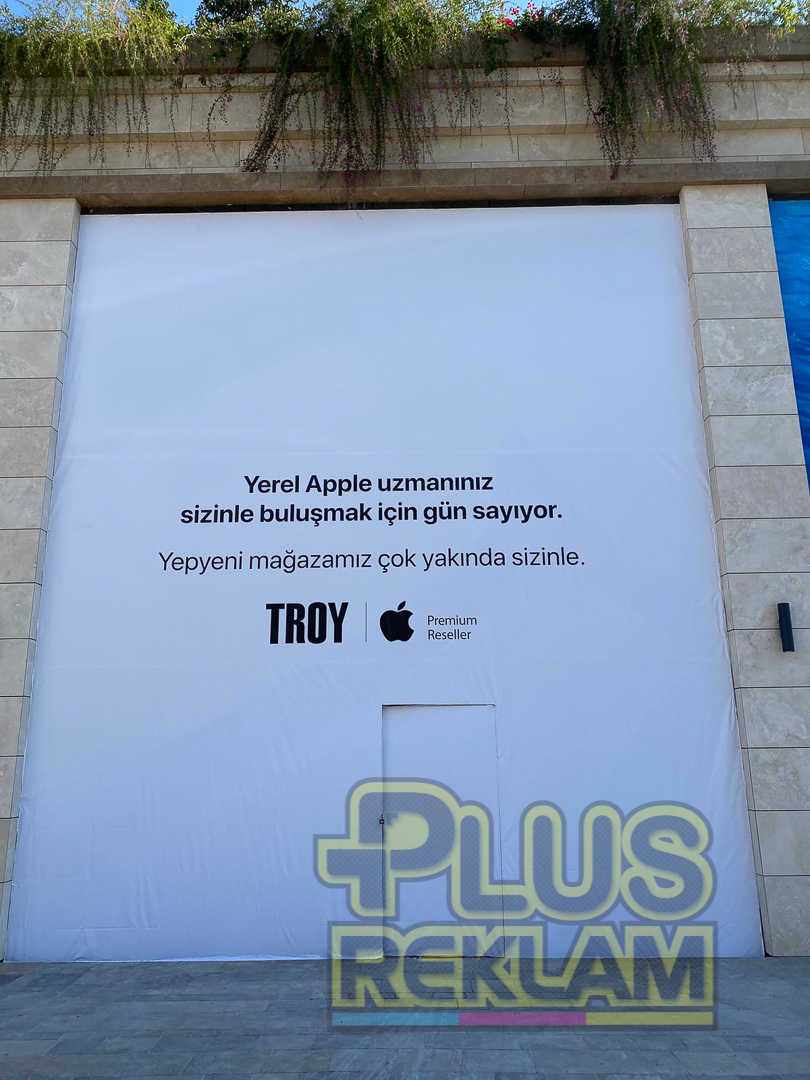 Yerel Apple uzmanınız
sizinle buluşmak için gün sayıyor.
Yepyeni mağazamız çok yakında sizinle.
TROY
Premium
Reseller
PLUS
REKLAM